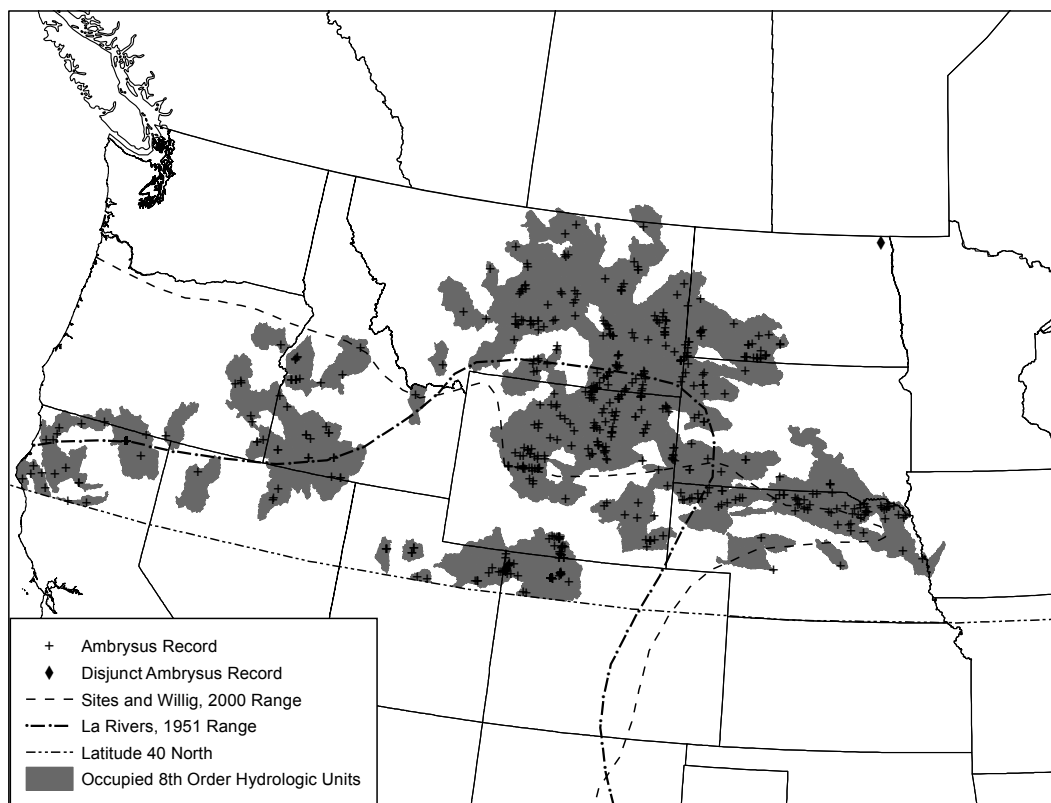 Ambrysus Record
Disjunct Ambrysus Record
Sites and Willig, 2000 Range
La Rivers, 1951 Range
Latitude 40 North
Occupied 8th Order Hydrologic Units